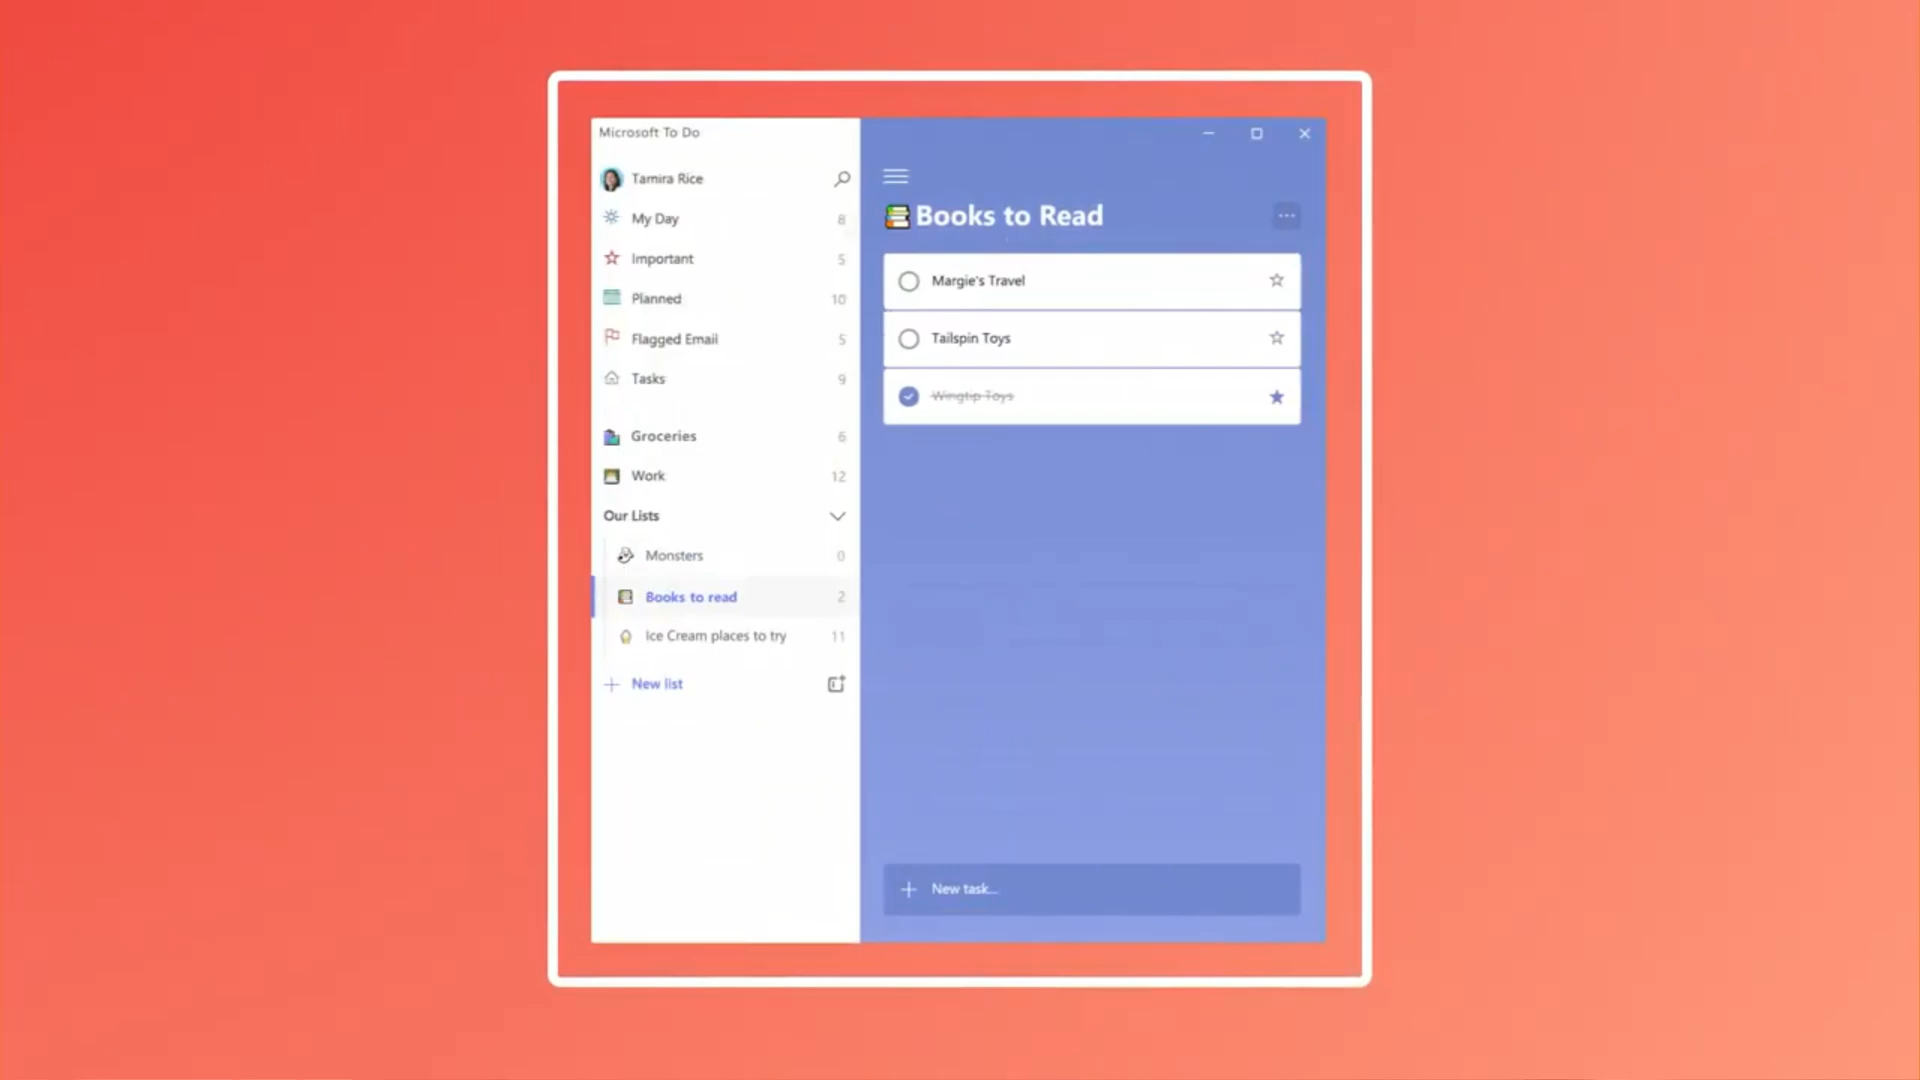 Microsoft To Do
Tamira Rice
My Day 8
Important 5
Planned 10
Flagged Email 5
Tasks 9
Groceries 6
Work 12
Our Lists
Monsters 0
Books to read 2
Ice Cream places to try 11
New list
Books to Read
Margie's Travel
Tailspin Toys
Wingtip Toys
New task...